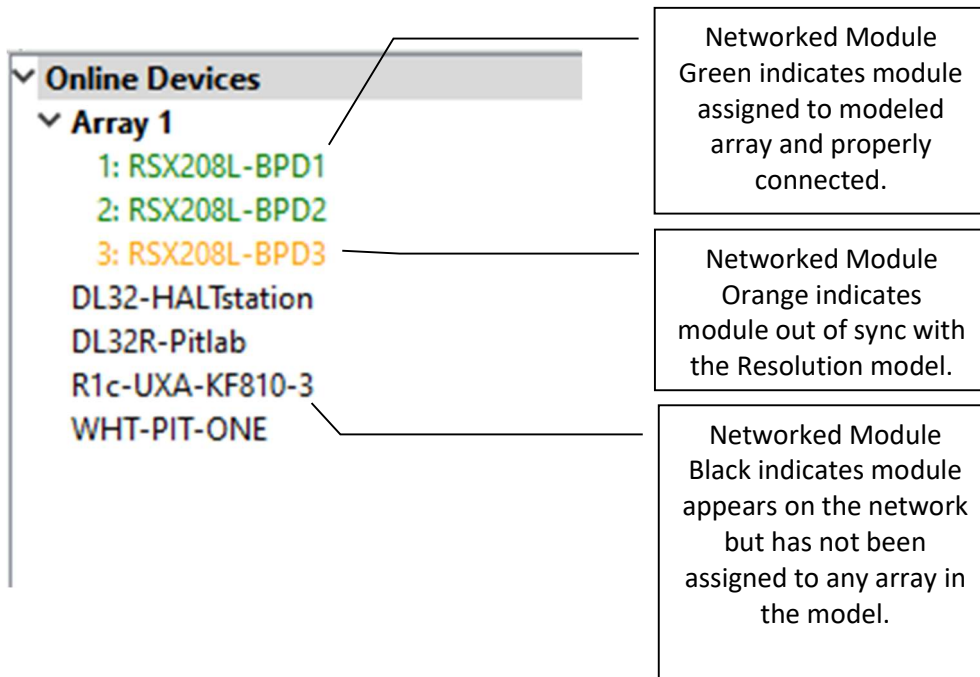 Online Devices
Array 1
1: RSX208L-BPD1
2: RSX208L-BPD2
3: RSX208L-BPD3
DL32-HALTstation
DL32R-Pitlab
R1c-UXA-KF810-3
WHT-PIT-ONE
Networked Module
Green indicates module
assigned to modeled
array and properly
connected.
Networked Module
Orange indicates
module out of sync with
the Resolution model.
Networked Module
Black indicates module
appears on the network
but has not been
assigned to any array in
the model.